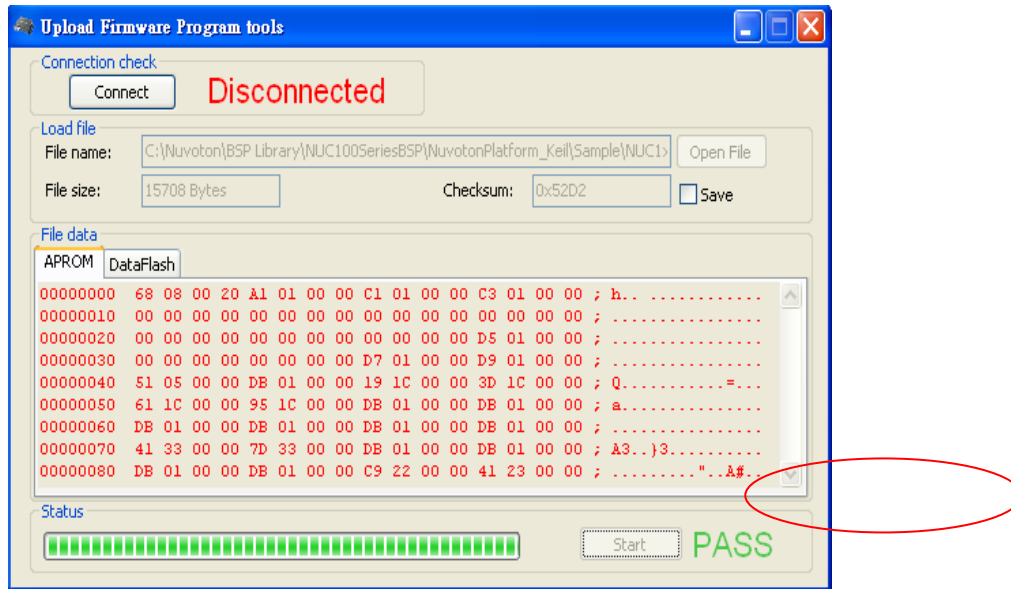 Upload Firmware Program tools
Connection check
Connect Disconnected
Load file
File name: C:\Nuvoton\BSP Library\NUC100SeriesBSP\NuvotonPlatform_Keil\Sample\NUC1 Open File
File size: 15708 Bytes Checksum: 0x52D2 Save
File data
APROM DataFlash
00000000 68 08 00 20 A1 01 00 00 C1 01 00 00 C3 01 00 00 ; h.. ............
00000010 00 00 00 00 00 00 00 00 00 00 00 00 00 00 00 00 ; ................
00000020 00 00 00 00 00 00 00 00 00 00 00 00 D5 01 00 00 ; ................
00000030 00 00 00 00 00 00 00 00 D7 01 00 00 D9 01 00 00 ; ................
00000040 51 05 00 00 DB 01 00 00 19 1C 00 00 3D 1C 00 00 ; Q...........=...
00000050 61 1C 00 00 95 1C 00 00 DB 01 00 00 DB 01 00 00 ; a...............
00000060 DB 01 00 00 DB 01 00 00 DB 01 00 00 DB 01 00 00 ; ................
00000070 41 33 00 00 7D 33 00 00 DB 01 00 00 DB 01 00 00 ; A3..}3..........
00000080 DB 01 00 00 DB 01 00 00 C9 22 00 00 41 23 00 00 ; ........."..A#..
Status
Start PASS